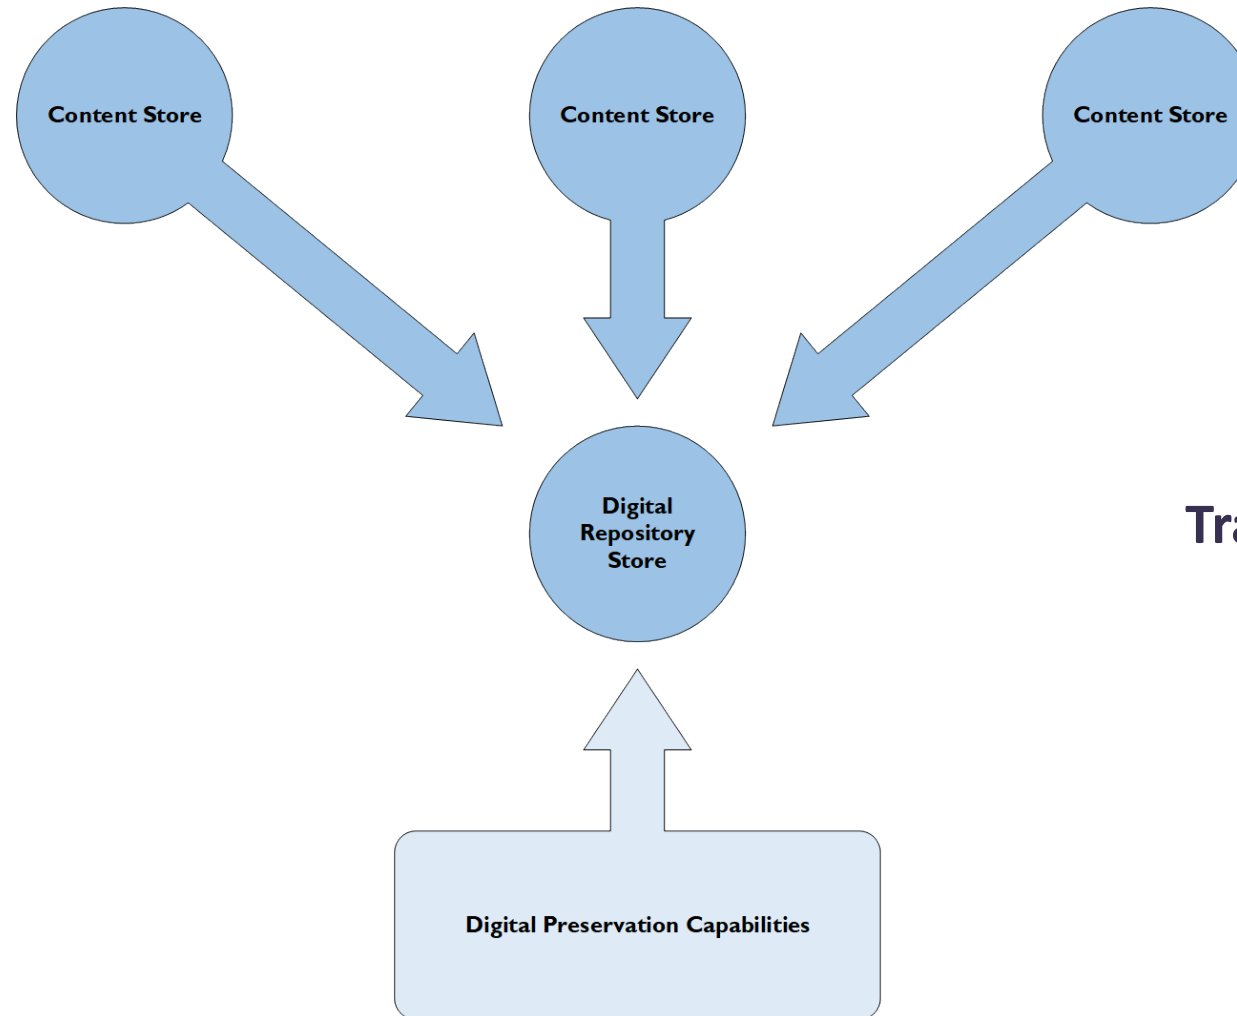 Content Store
Content Store
Content Store
Digital
Repository
Store
Digital Preservation Capabilities